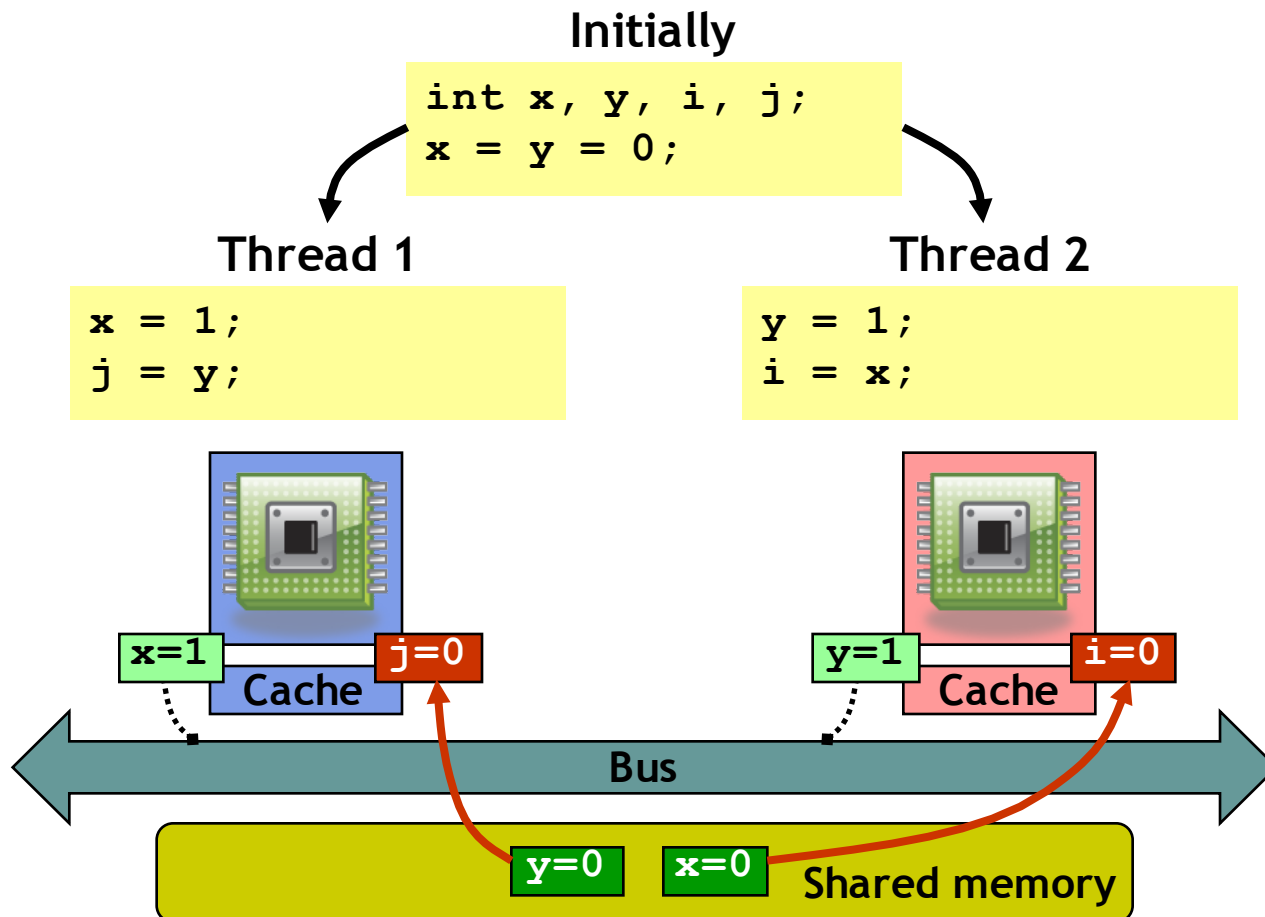 Initially
int x, y, i, j;
x = y = 0;
Thread 1
Thread 2
x = 1;
j = y;
y = 1;
i = x;
x=1
j=0
y=1
i=0
Cache
Cache
Bus
y=0
x=0
Shared memory